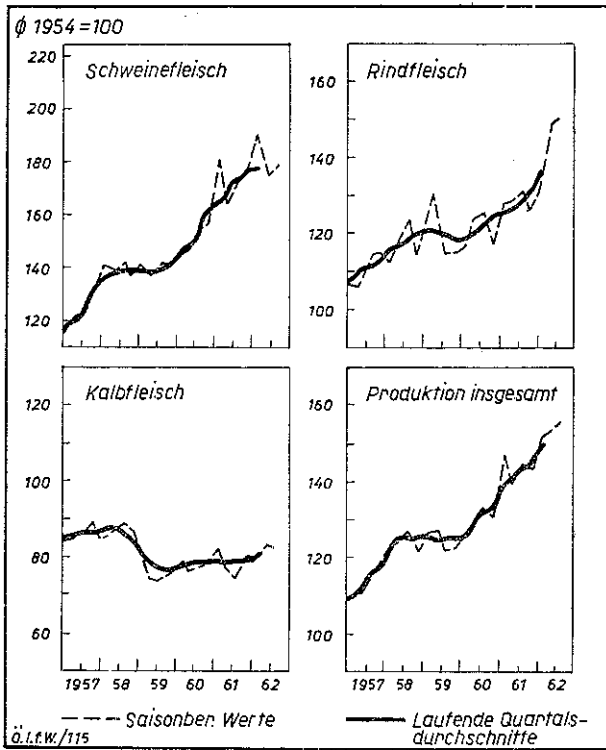 ϕ 1954=100
Schweinefleisch
220
200
180
160
140
120
Rindfleisch
160
140
120
100
Kalbfleisch
120
100
80
60
Produktion insgesamt
160
140
120
100
1957 58 59 60 61 62
1957 58 59 60 61 62
Saisonber. Werte
Laufende Quartals-
durchschnitte
Ö.I.f.W./115